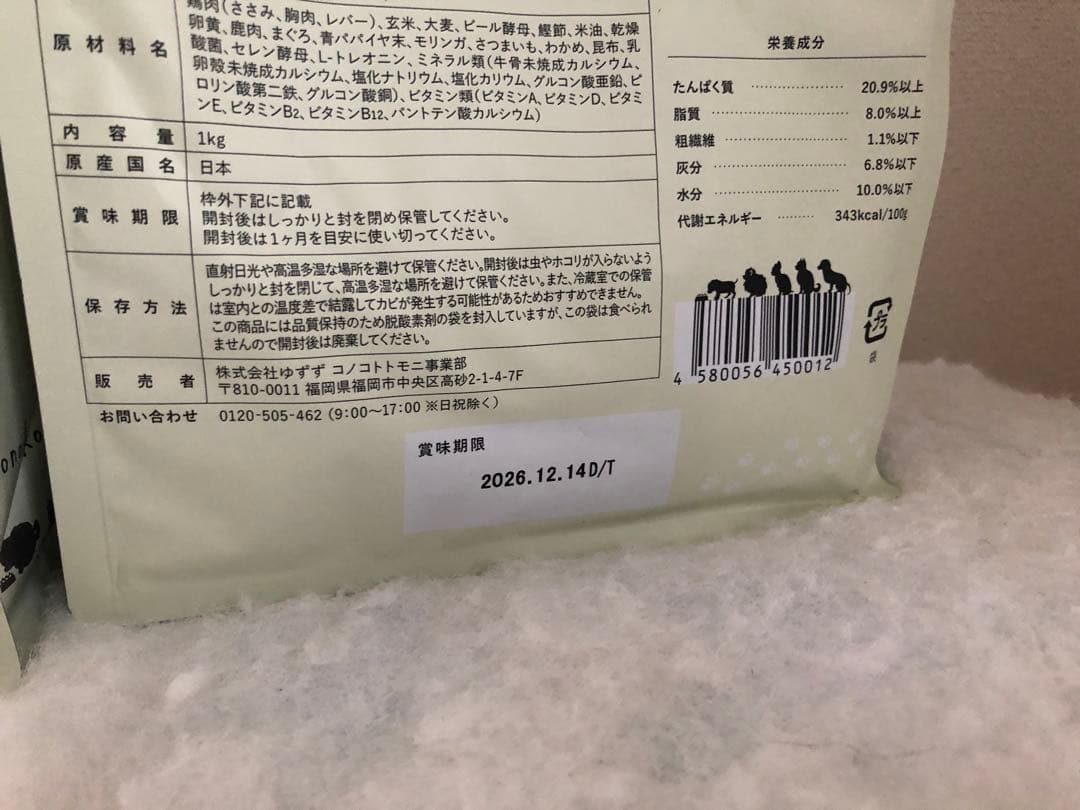 原材料名
鶏肉(ささみ、胸肉、レバー)、玄米、大麦、ビール酵母、鰹節、米油、乾燥
卵黄、鹿肉、まぐろ、青パパイヤ末、モリンガ、さつまいも、わかめ、昆布、乳
酸菌、セレン酵母、L-トレオニン、ミネラル類(牛骨未焼成カルシウム、
卵殻未焼成カルシウム、塩化ナトリウム、塩化カリウム、グルコン酸亜鉛、ピ
ロリン酸第二鉄、グルコン酸銅)、ビタミン類(ビタミンA、ビタミンD、ビタミ
ンE、ビタミンB2、ビタミンB12、パントテン酸カルシウム)
内容量 1kg
原産国名 日本
賞味期限
枠外下記に記載
開封後はしっかりと封を閉め保管してください。
開封後は1ヶ月を目安に使い切ってください。
保存方法
直射日光や高温多湿な場所を避けて保管ください。開封後は虫やホコリが入らないよう
しっかりと封を閉じて、高温多湿な場所を避けて保管ください。また、冷蔵室での保管
は室内との温度差で結露してカビが発生する可能性があるためおすすめできません。
この商品には品質保持のため脱酸素剤の袋を封入していますが、この袋は食べられ
ませんので開封後は廃棄してください。
販売者
株式会社ゆずず コノコトトモニ事業部
〒810-0011 福岡県福岡市中央区高砂2-1-4-7F
お問い合わせ 0120-505-462 (9:00〜17:00 ※日祝除く)
賞味期限
2026.12.14D/T
栄養成分
たんぱく質 ……………… 20.9%以上
脂質 ……………… 8.0%以上
粗繊維 ……………… 1.1%以下
灰分 ……………… 6.8%以下
水分 ……………… 10.0%以下
代謝エネルギー ……… 343kcal/100g
4 580056 450012
プラ
袋